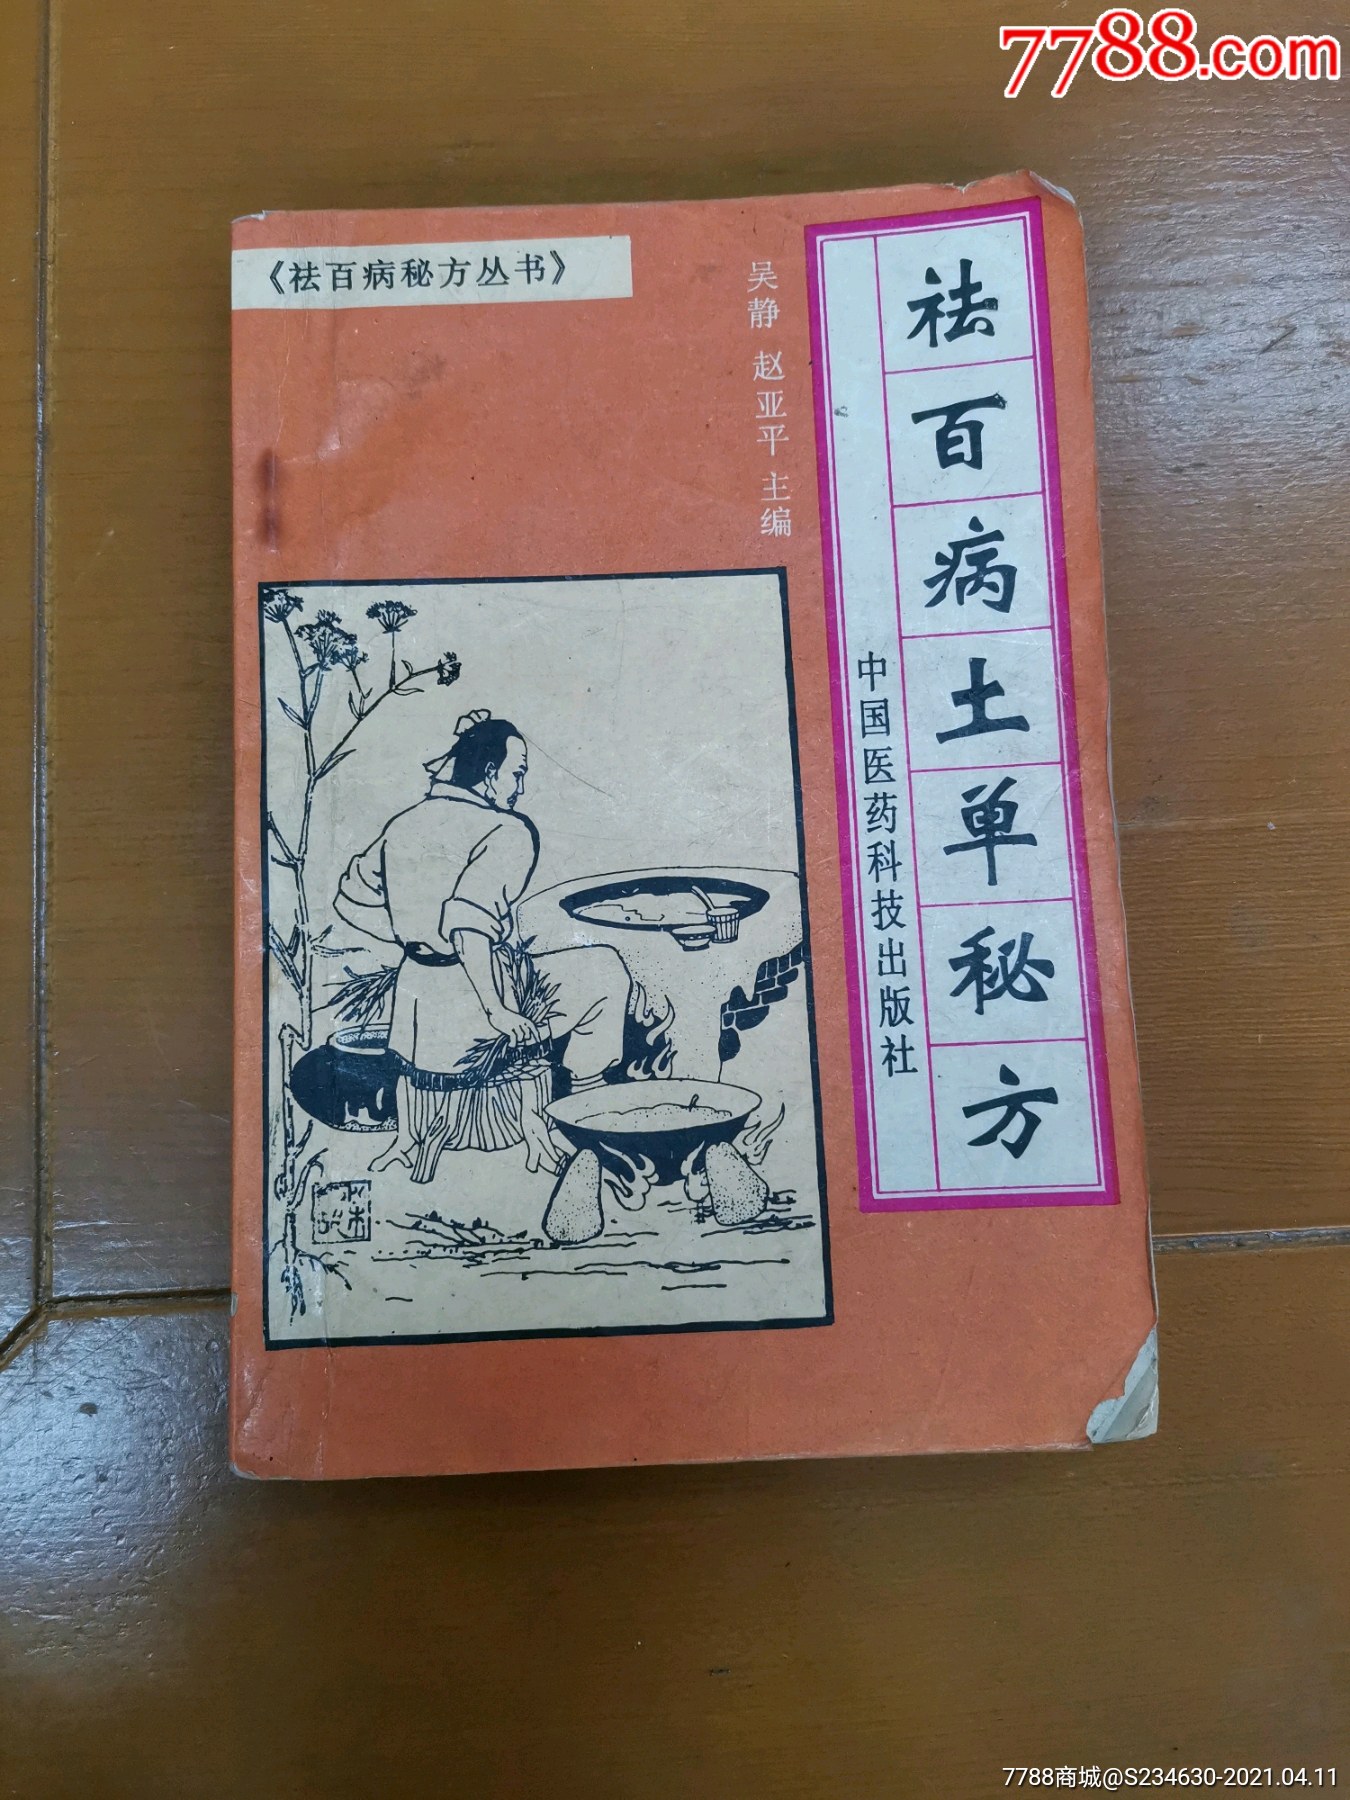 7788.com
《祛百病秘方丛书》
吴静 赵亚平 主编
祛百病土单秘方
中国医药科技出版社
7788商城@S234630-2021.04.11